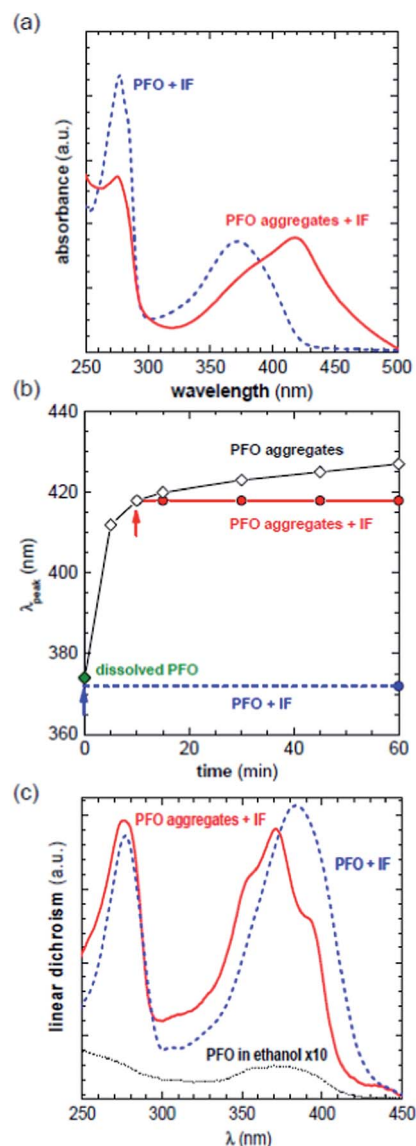 (a)
PFO + IF
PFO aggregates + IF
absorbance (a.u.)
250 300 350 400 450 500
wavelength (nm)
(b)
440
420
400
380
360
PFO aggregates
PFO aggregates + IF
λpeak (nm)
dissolved PFO
PFO + IF
0 20 40 60
time (min)
(c)
PFO aggregates + IF
PFO + IF
linear dichroism (a.u.)
PFO in ethanol x10
250 300 350 400 450
λ (nm)